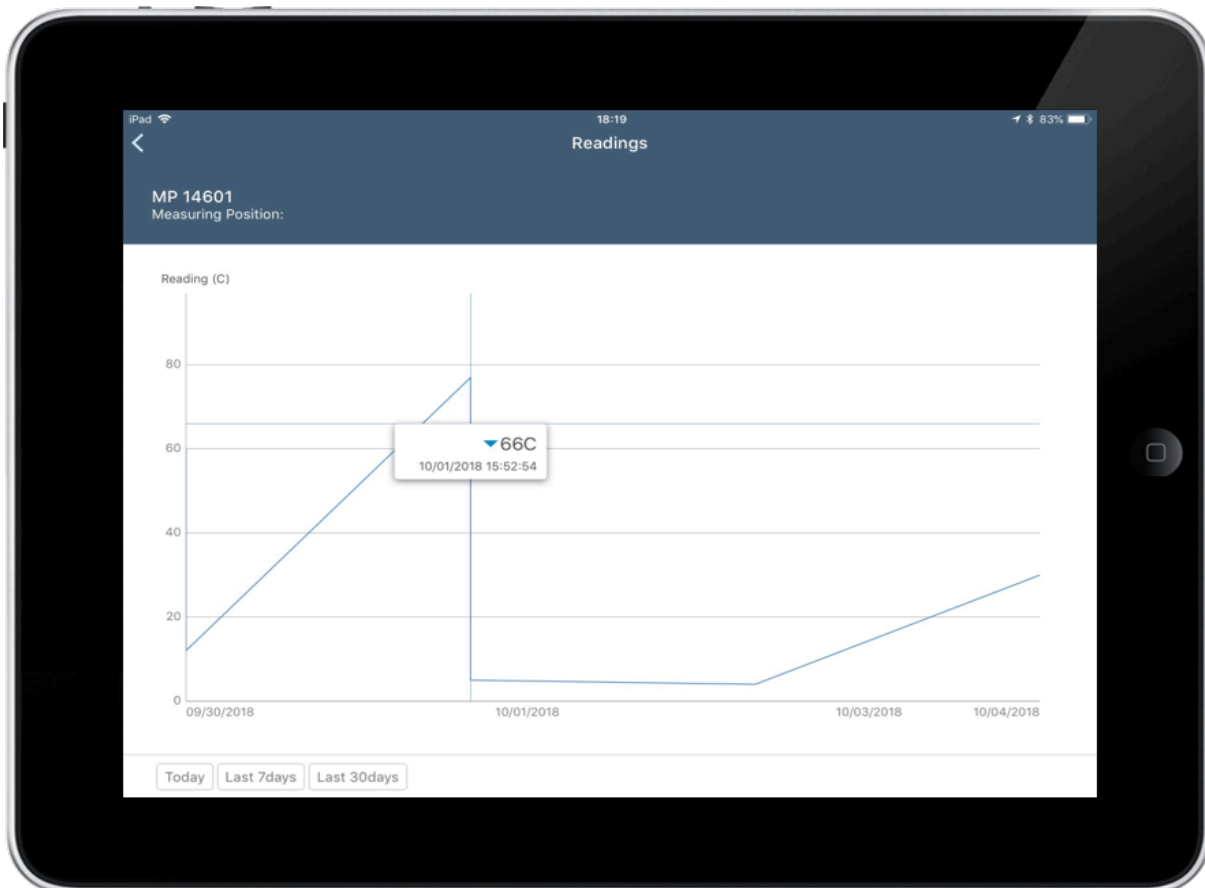 iPad 18:19 83%
Readings
MP 14601
Measuring Position:
Reading (C)
80
66C
60
10/01/2018 15:52:54
40
20
0
09/30/2018 10/01/2018 10/03/2018 10/04/2018
Today Last 7days Last 30days